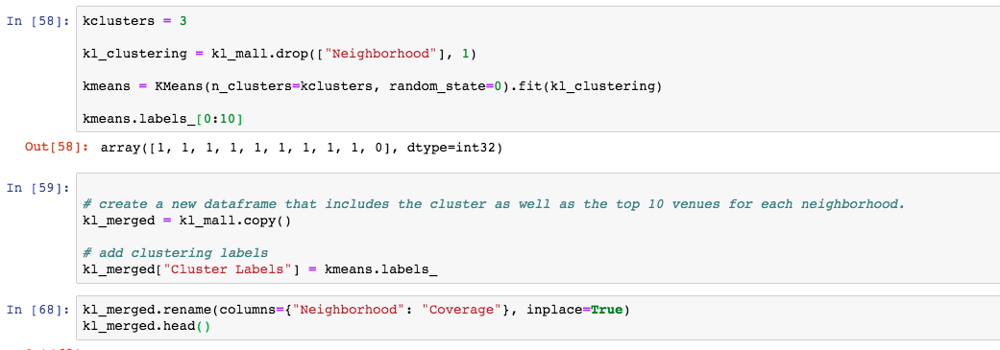 In [58]: kclusters = 3
kl_clustering = kl_mall.drop(["Neighborhood"], 1)
kmeans = KMeans(n_clusters=kclusters, random_state=0).fit(kl_clustering)
kmeans.labels_[0:10]
Out[58]: array([1, 1, 1, 1, 1, 1, 1, 1, 1, 0], dtype=int32)
In [59]:
# create a new dataframe that includes the cluster as well as the top 10 venues for each neighborhood.
kl_merged = kl_mall.copy()
# add clustering labels
kl_merged["Cluster Labels"] = kmeans.labels_
In [68]: kl_merged.rename(columns={"Neighborhood": "Coverage"}, inplace=True)
kl_merged.head()